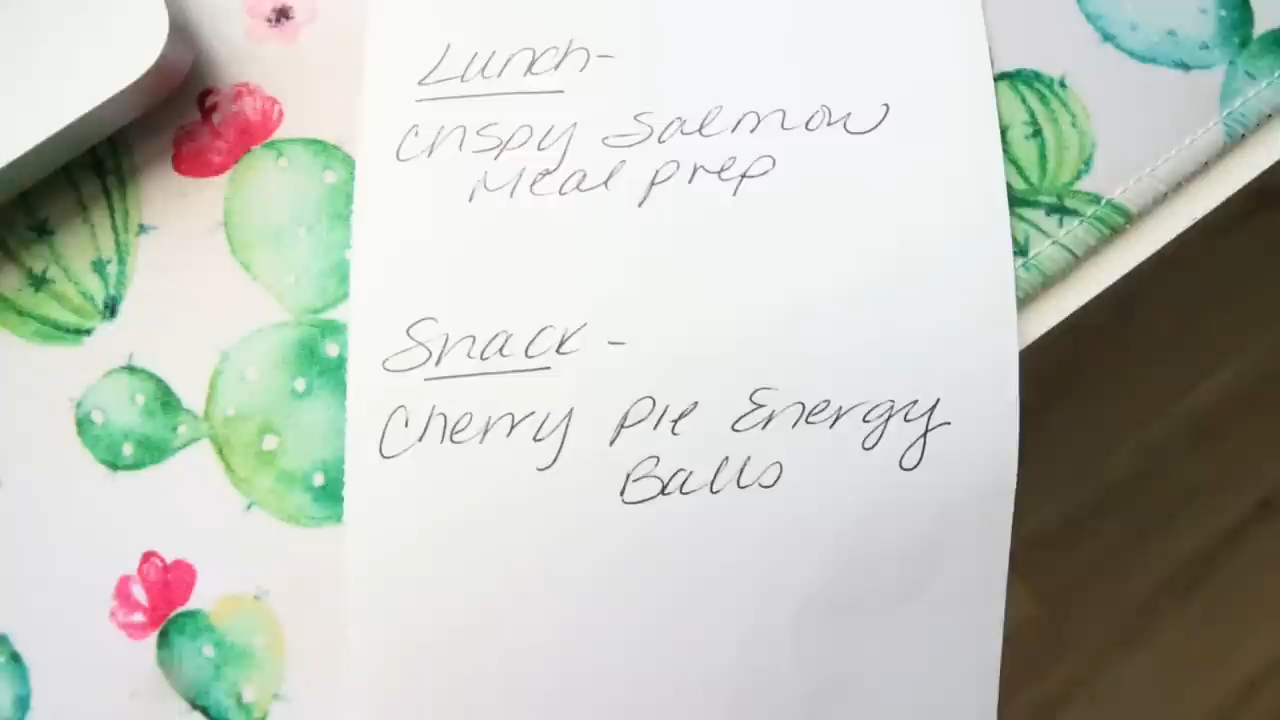 Lunch-
Crispy Salmon
Meal prep
Snack -
Cherry Pie Energy
Balls